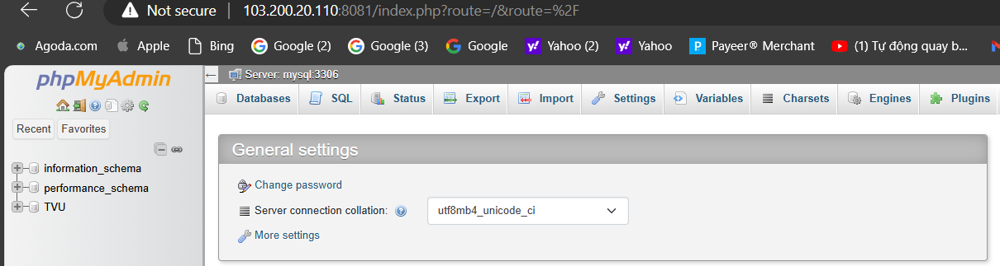 Not secure 103.200.20.110:8081/index.php?route=/&route=%2F
Agoda.com Apple Bing Google (2) Google (3) Google Yahoo (2) Yahoo Payeer® Merchant (1) Tự động quay b...
phpMyAdmin
Server: mysql:3306
Databases SQL Status Export Import Settings Variables Charsets Engines Plugins
Recent Favorites
information_schema
performance_schema
TVU
General settings
Change password
Server connection collation: utf8mb4_unicode_ci
More settings